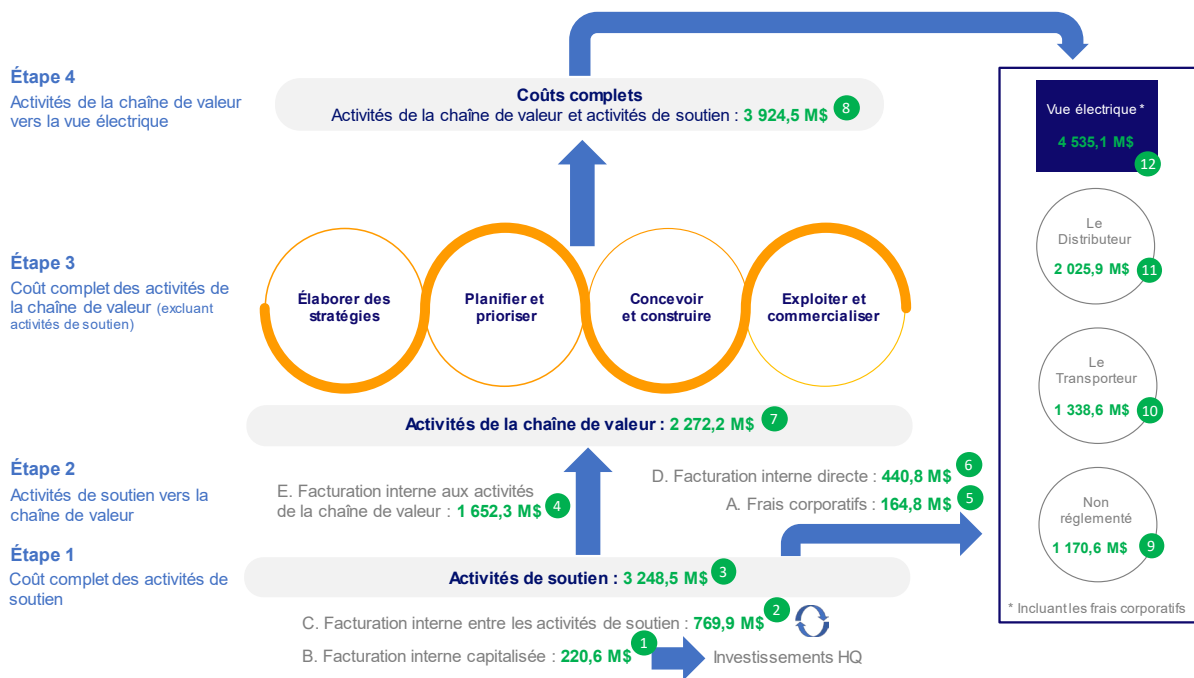 Étape 4
Activités de la chaîne de valeur
vers la vue électrique
Coûts complets
Activités de la chaîne de valeur et activités de soutien : 3 924,5 M$ 8
Vue électrique *
4 535,1 M$
12
Le
Distributeur
2 025,9 M$ 11
Étape 3
Coût complet des activités de
la chaîne de valeur (excluant
activités de soutien)
Élaborer des
stratégies
Planifier et
prioriser
Concevoir
et construire
Exploiter et
commercialiser
Le
Transporteur
1 338,6 M$ 10
Activités de la chaîne de valeur : 2 272,2 M$ 7
Étape 2
Activités de soutien vers la
chaîne de valeur
E. Facturation interne aux activités
de la chaîne de valeur : 1 652,3 M$ 4
D. Facturation interne directe : 440,8 M$ 6
A. Frais corporatifs : 164,8 M$ 5
Non
réglementé
1 170,6 M$ 9
Étape 1
Coût complet des activités de
soutien
Activités de soutien : 3 248,5 M$ 3
C. Facturation interne entre les activités de soutien : 769,9 M$ 2
B. Facturation interne capitalisée : 220,6 M$ 1
Investissements HQ
* Incluant les frais corporatifs